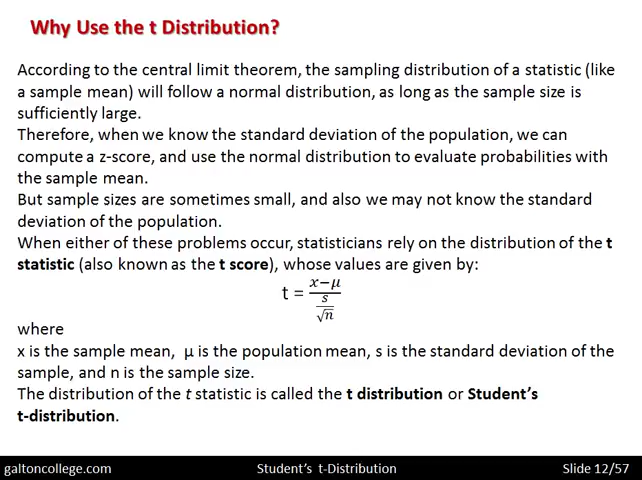 Why Use the t Distribution?
According to the central limit theorem, the sampling distribution of a statistic (like
a sample mean) will follow a normal distribution, as long as the sample size is
sufficiently large.
Therefore, when we know the standard deviation of the population, we can
compute a z-score, and use the normal distribution to evaluate probabilities with
the sample mean.
But sample sizes are sometimes small, and also we may not know the standard
deviation of the population.
When either of these problems occur, statisticians rely on the distribution of the t
statistic (also known as the t score), whose values are given by:
t = (x−μ)/(s/√n)
where
x is the sample mean, μ is the population mean, s is the standard deviation of the
sample, and n is the sample size.
The distribution of the t statistic is called the t distribution or Student's
t-distribution.
galtoncollege.com Student's t-Distribution Slide 12/57